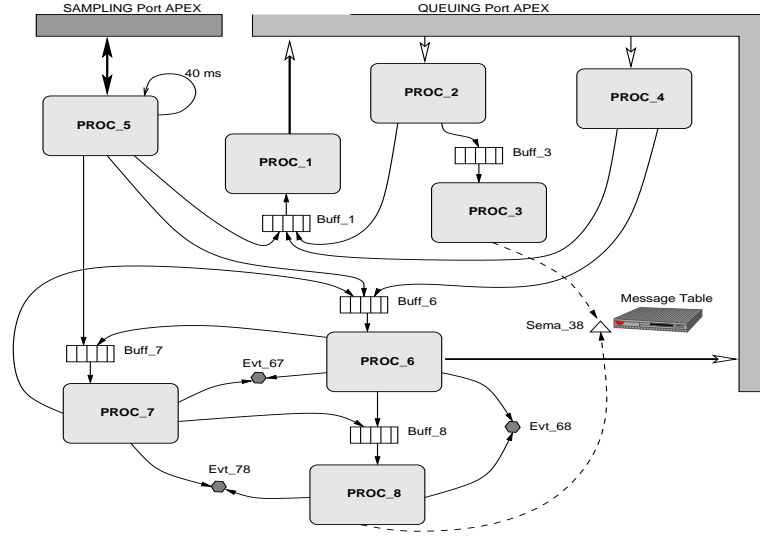 SAMPLING Port APEX
QUEUING Port APEX
40 ms
PROC_5
PROC_2
PROC_4
PROC_1
Buff_3
PROC_3
Buff_1
Buff_6
Message Table
Sema_38
Buff_7
Evt_67
PROC_6
PROC_7
Buff_8
Evt_68
Evt_78
PROC_8